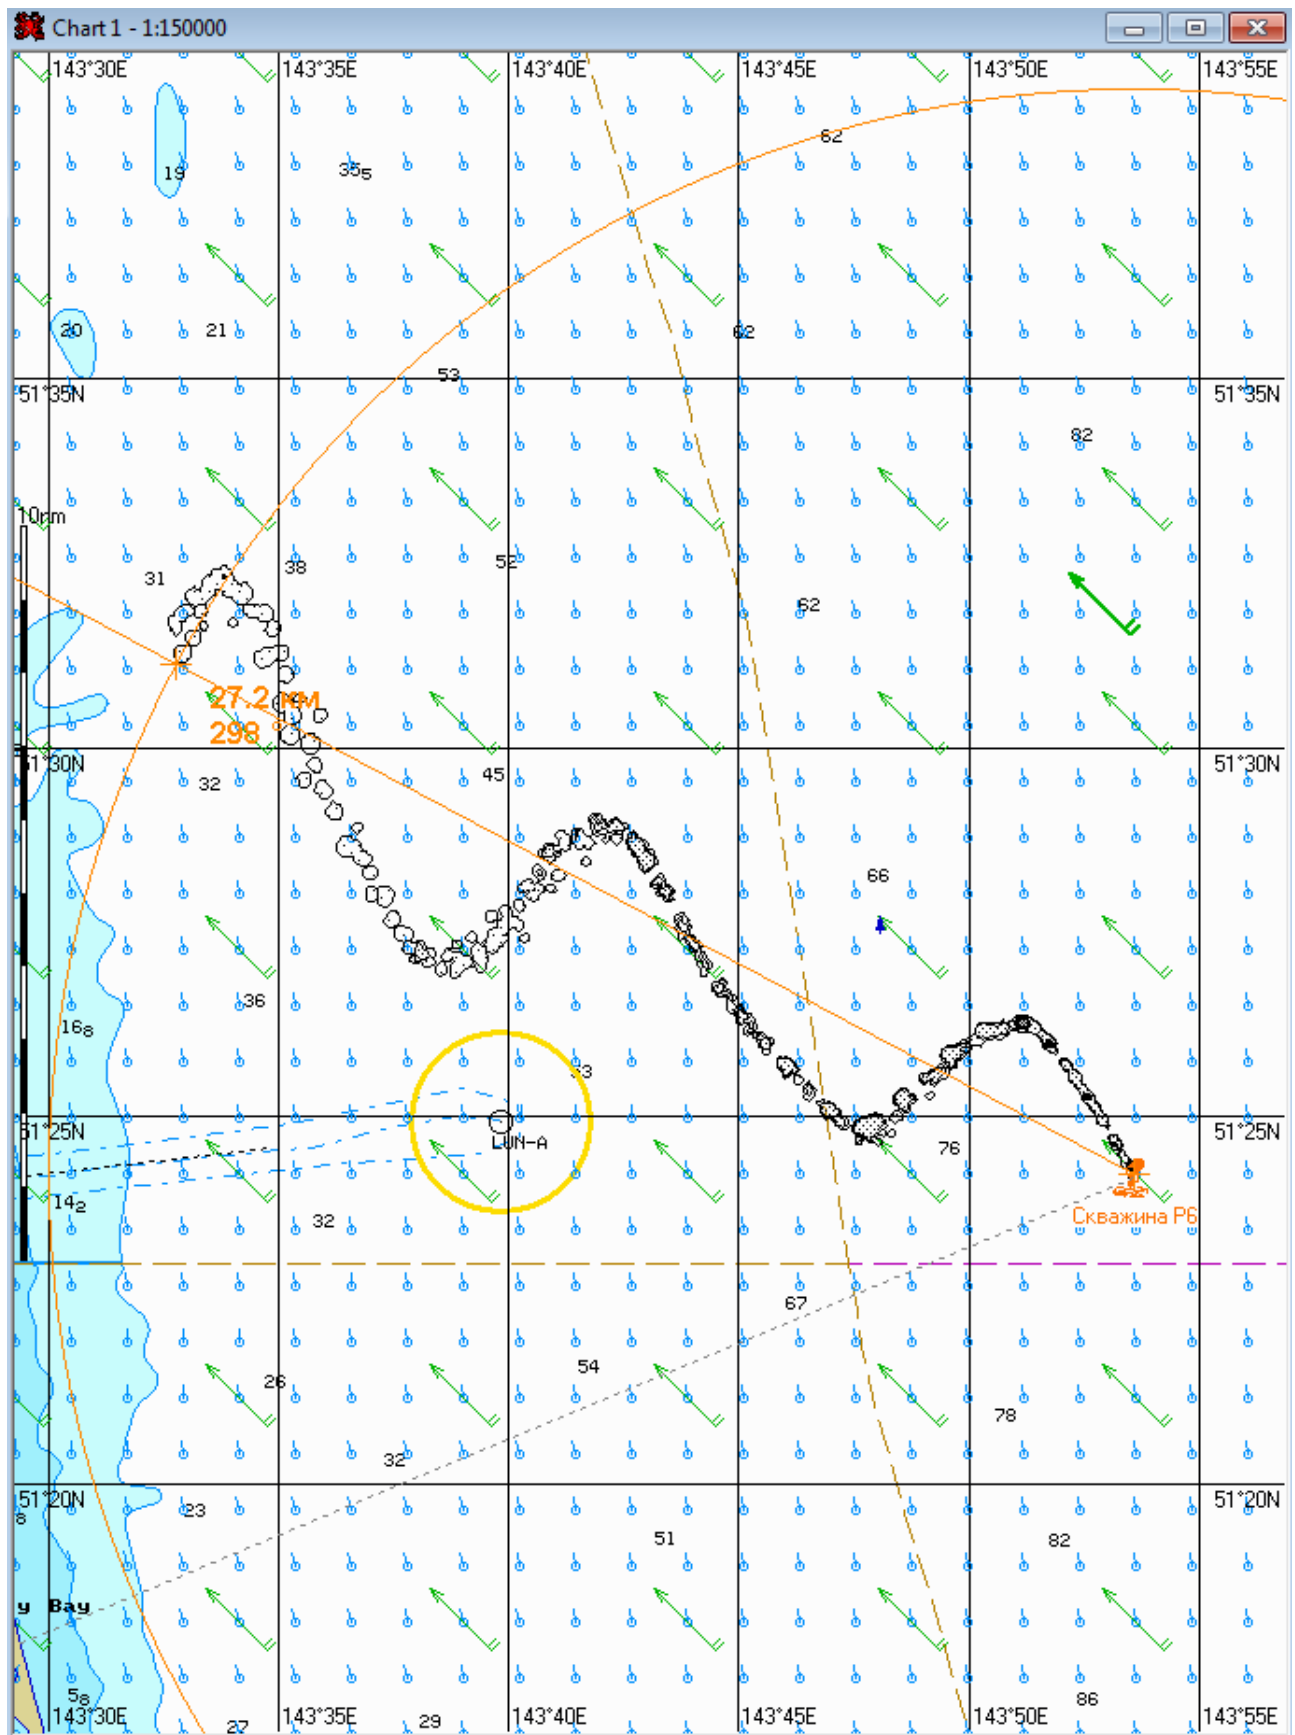 Chart 1 - 1:150000
143°30E 143°35E 143°40E 143°45E 143°50E 143°55E
62
19 35₅
20 21 62
53
51°35N 51°35N
82
10nm
52
31 38
62
27.2 км
298
51°30N 51°30N
32 45
66
36
16₈
53
51°25N 51°25N
LUN-A
76
14₂
32 Скважина P6
67
54
26
78
32
51°20N 51°20N
8
23
51 82
y Bay
5₈ 86
143°30E 143°35E 143°40E 143°45E 143°50E 143°55E
27 29